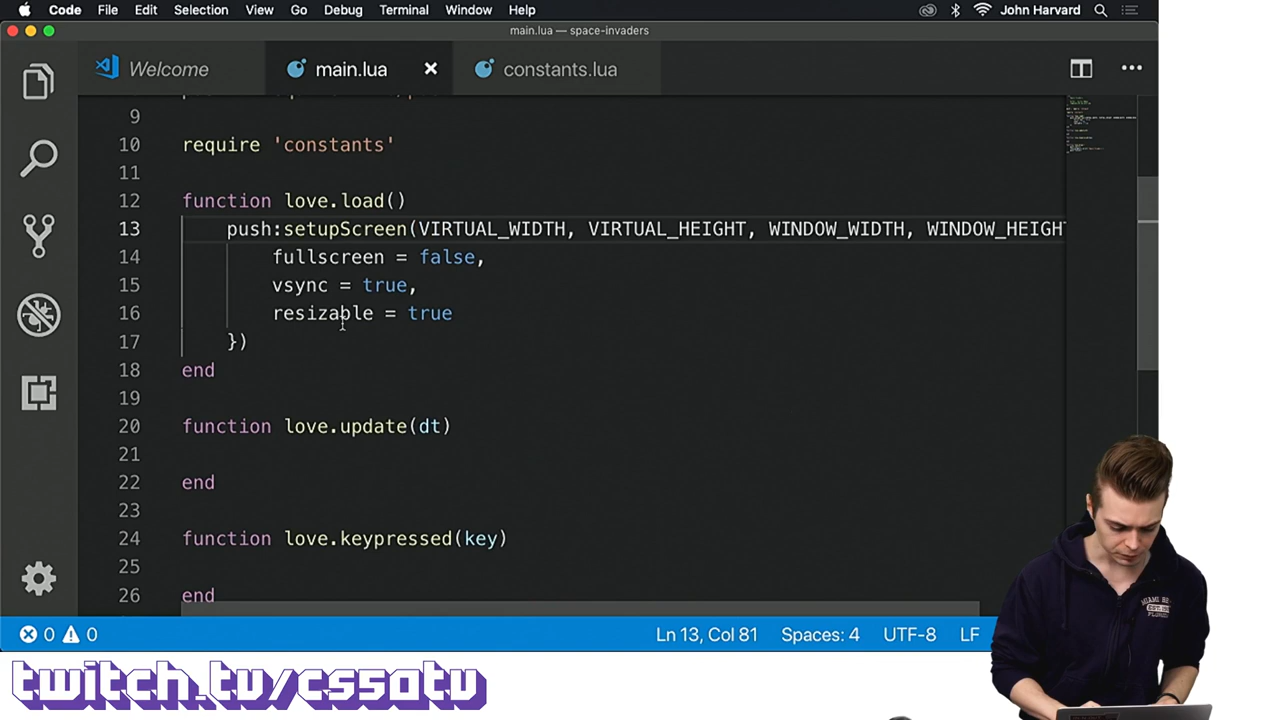 Code File Edit Selection View Go Debug Terminal Window Help John Harvard
main.lua — space-invaders
Welcome main.lua constants.lua
9
10 require 'constants'
11
12 function love.load()
13 push:setupScreen(VIRTUAL_WIDTH, VIRTUAL_HEIGHT, WINDOW_WIDTH, WINDOW_HEIGHT
14 fullscreen = false,
15 vsync = true,
16 resizable = true
17 })
18 end
19
20 function love.update(dt)
21
22 end
23
24 function love.keypressed(key)
25
26 end
0 0 Ln 13, Col 81 Spaces: 4 UTF-8 LF
twitch.tv/cs50tv